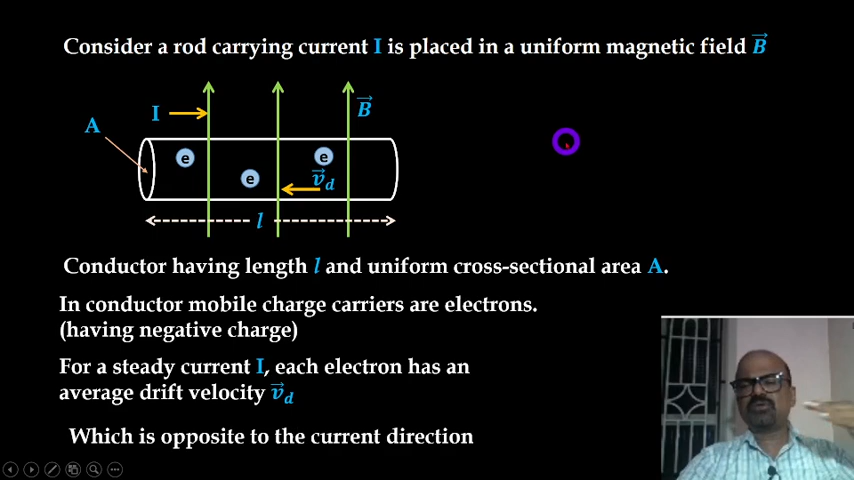 Consider a rod carrying current I is placed in a uniform magnetic field B⃗
I
B⃗
A
e
e
e
v⃗d
l
Conductor having length l and uniform cross-sectional area A.
In conductor mobile charge carriers are electrons.
(having negative charge)
For a steady current I, each electron has an
average drift velocity v⃗d
Which is opposite to the current direction